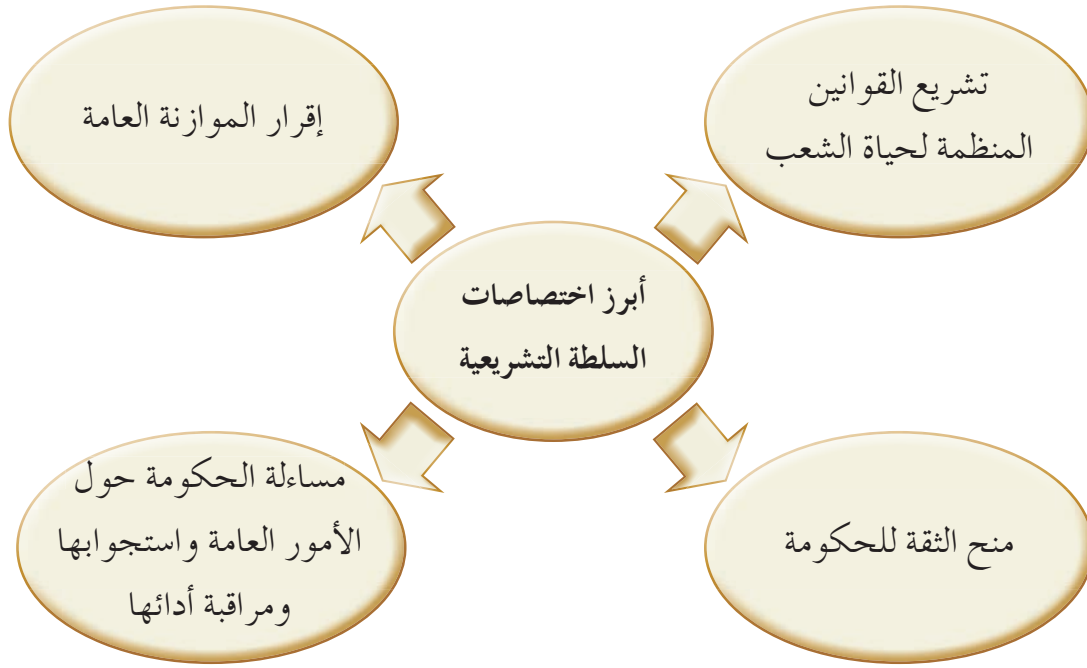 أبرز اختصاصات
السلطة التشريعية
تشريع القوانين
المنظمة لحياة الشعب
إقرار الموازنة العامة
منح الثقة للحكومة
مساءلة الحكومة حول
الأمور العامة واستجوابها
ومراقبة أدائها